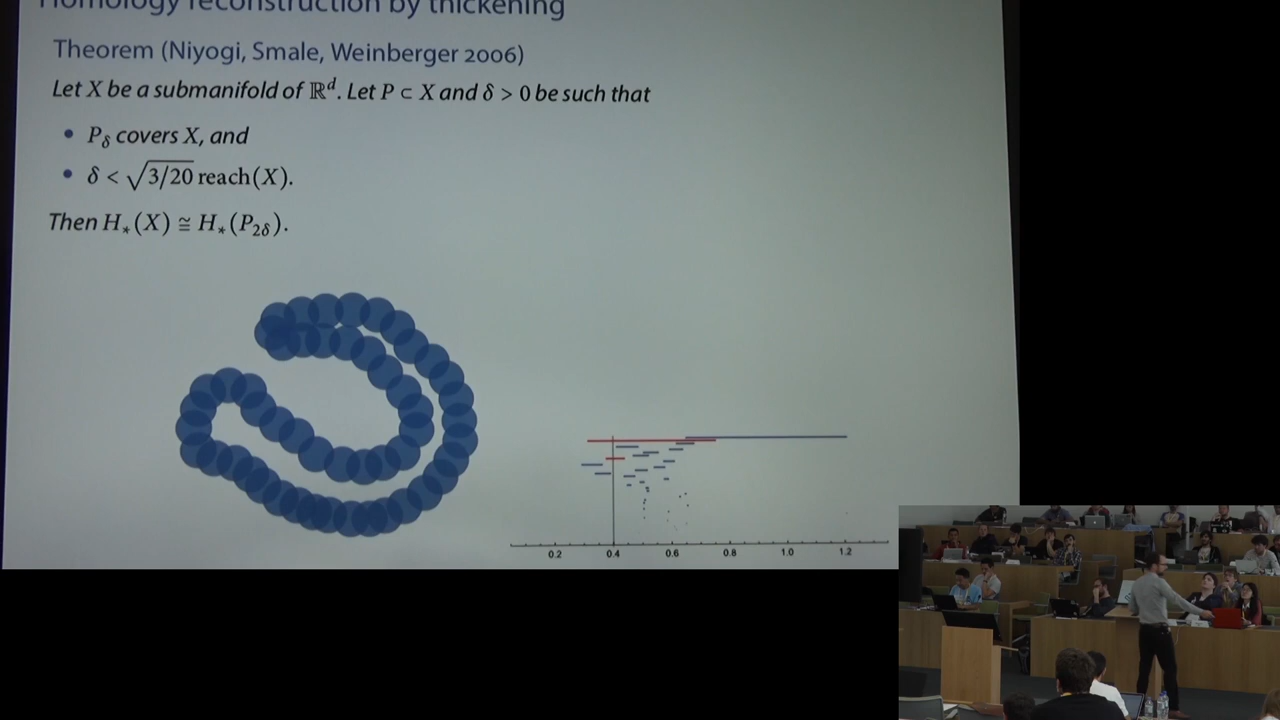 Homology reconstruction by thickening
Theorem (Niyogi, Smale, Weinberger 2006)
Let X be a submanifold of ℝᵈ. Let P ⊂ X and δ > 0 be such that
• P_δ covers X, and
• δ < √3/20 reach(X).
Then H_*(X) ≅ H_*(P_2δ).
0.2 0.4 0.6 0.8 1.0 1.2